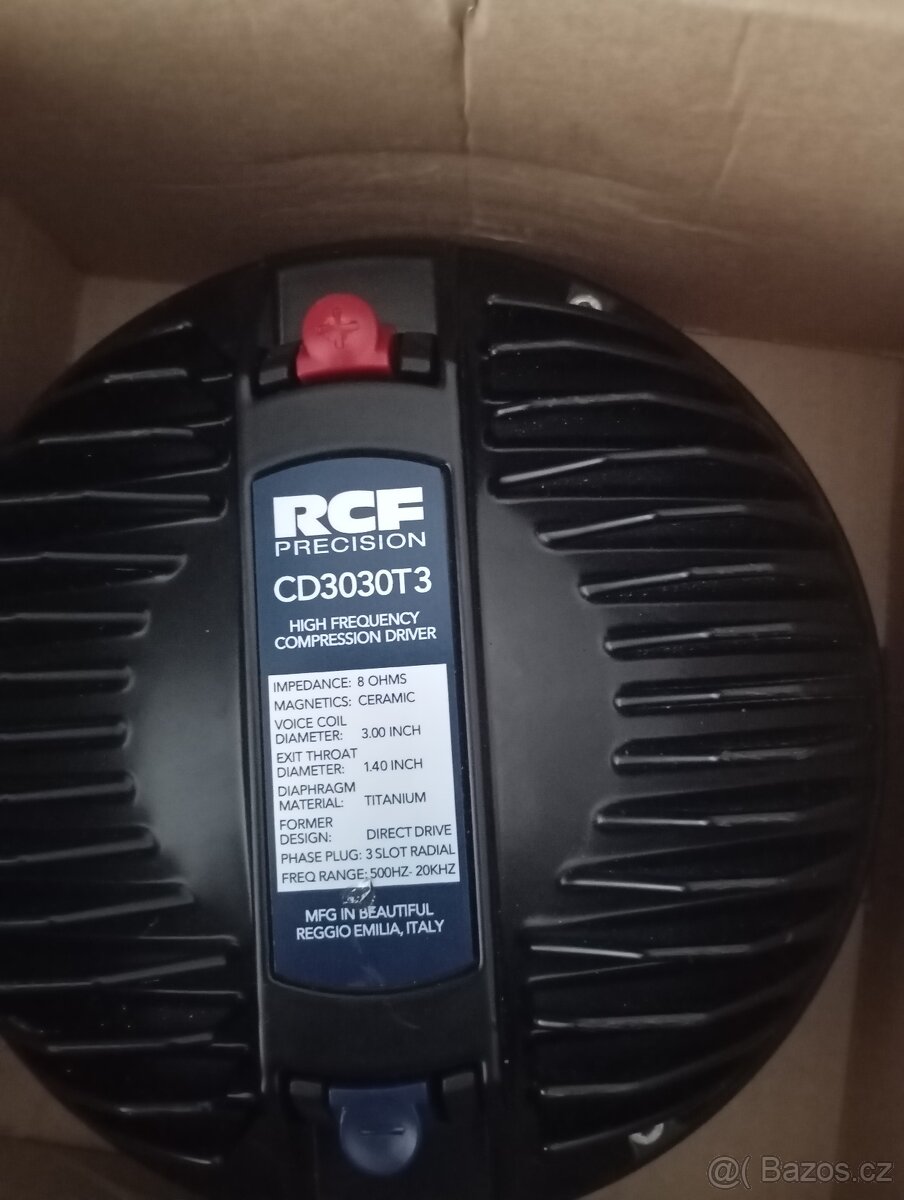 +
RCF
PRECISION
CD3030T3
HIGH FREQUENCY
COMPRESSION DRIVER
IMPEDANCE: 8 OHMS
MAGNETICS: CERAMIC
VOICE COIL
DIAMETER: 3.00 INCH
EXIT THROAT
DIAMETER: 1.40 INCH
DIAPHRAGM
MATERIAL: TITANIUM
FORMER
DESIGN: DIRECT DRIVE
PHASE PLUG: 3 SLOT RADIAL
FREQ RANGE: 500HZ- 20KHZ
MFG IN BEAUTIFUL
REGGIO EMILIA, ITALY
-
@( Bazos.cz